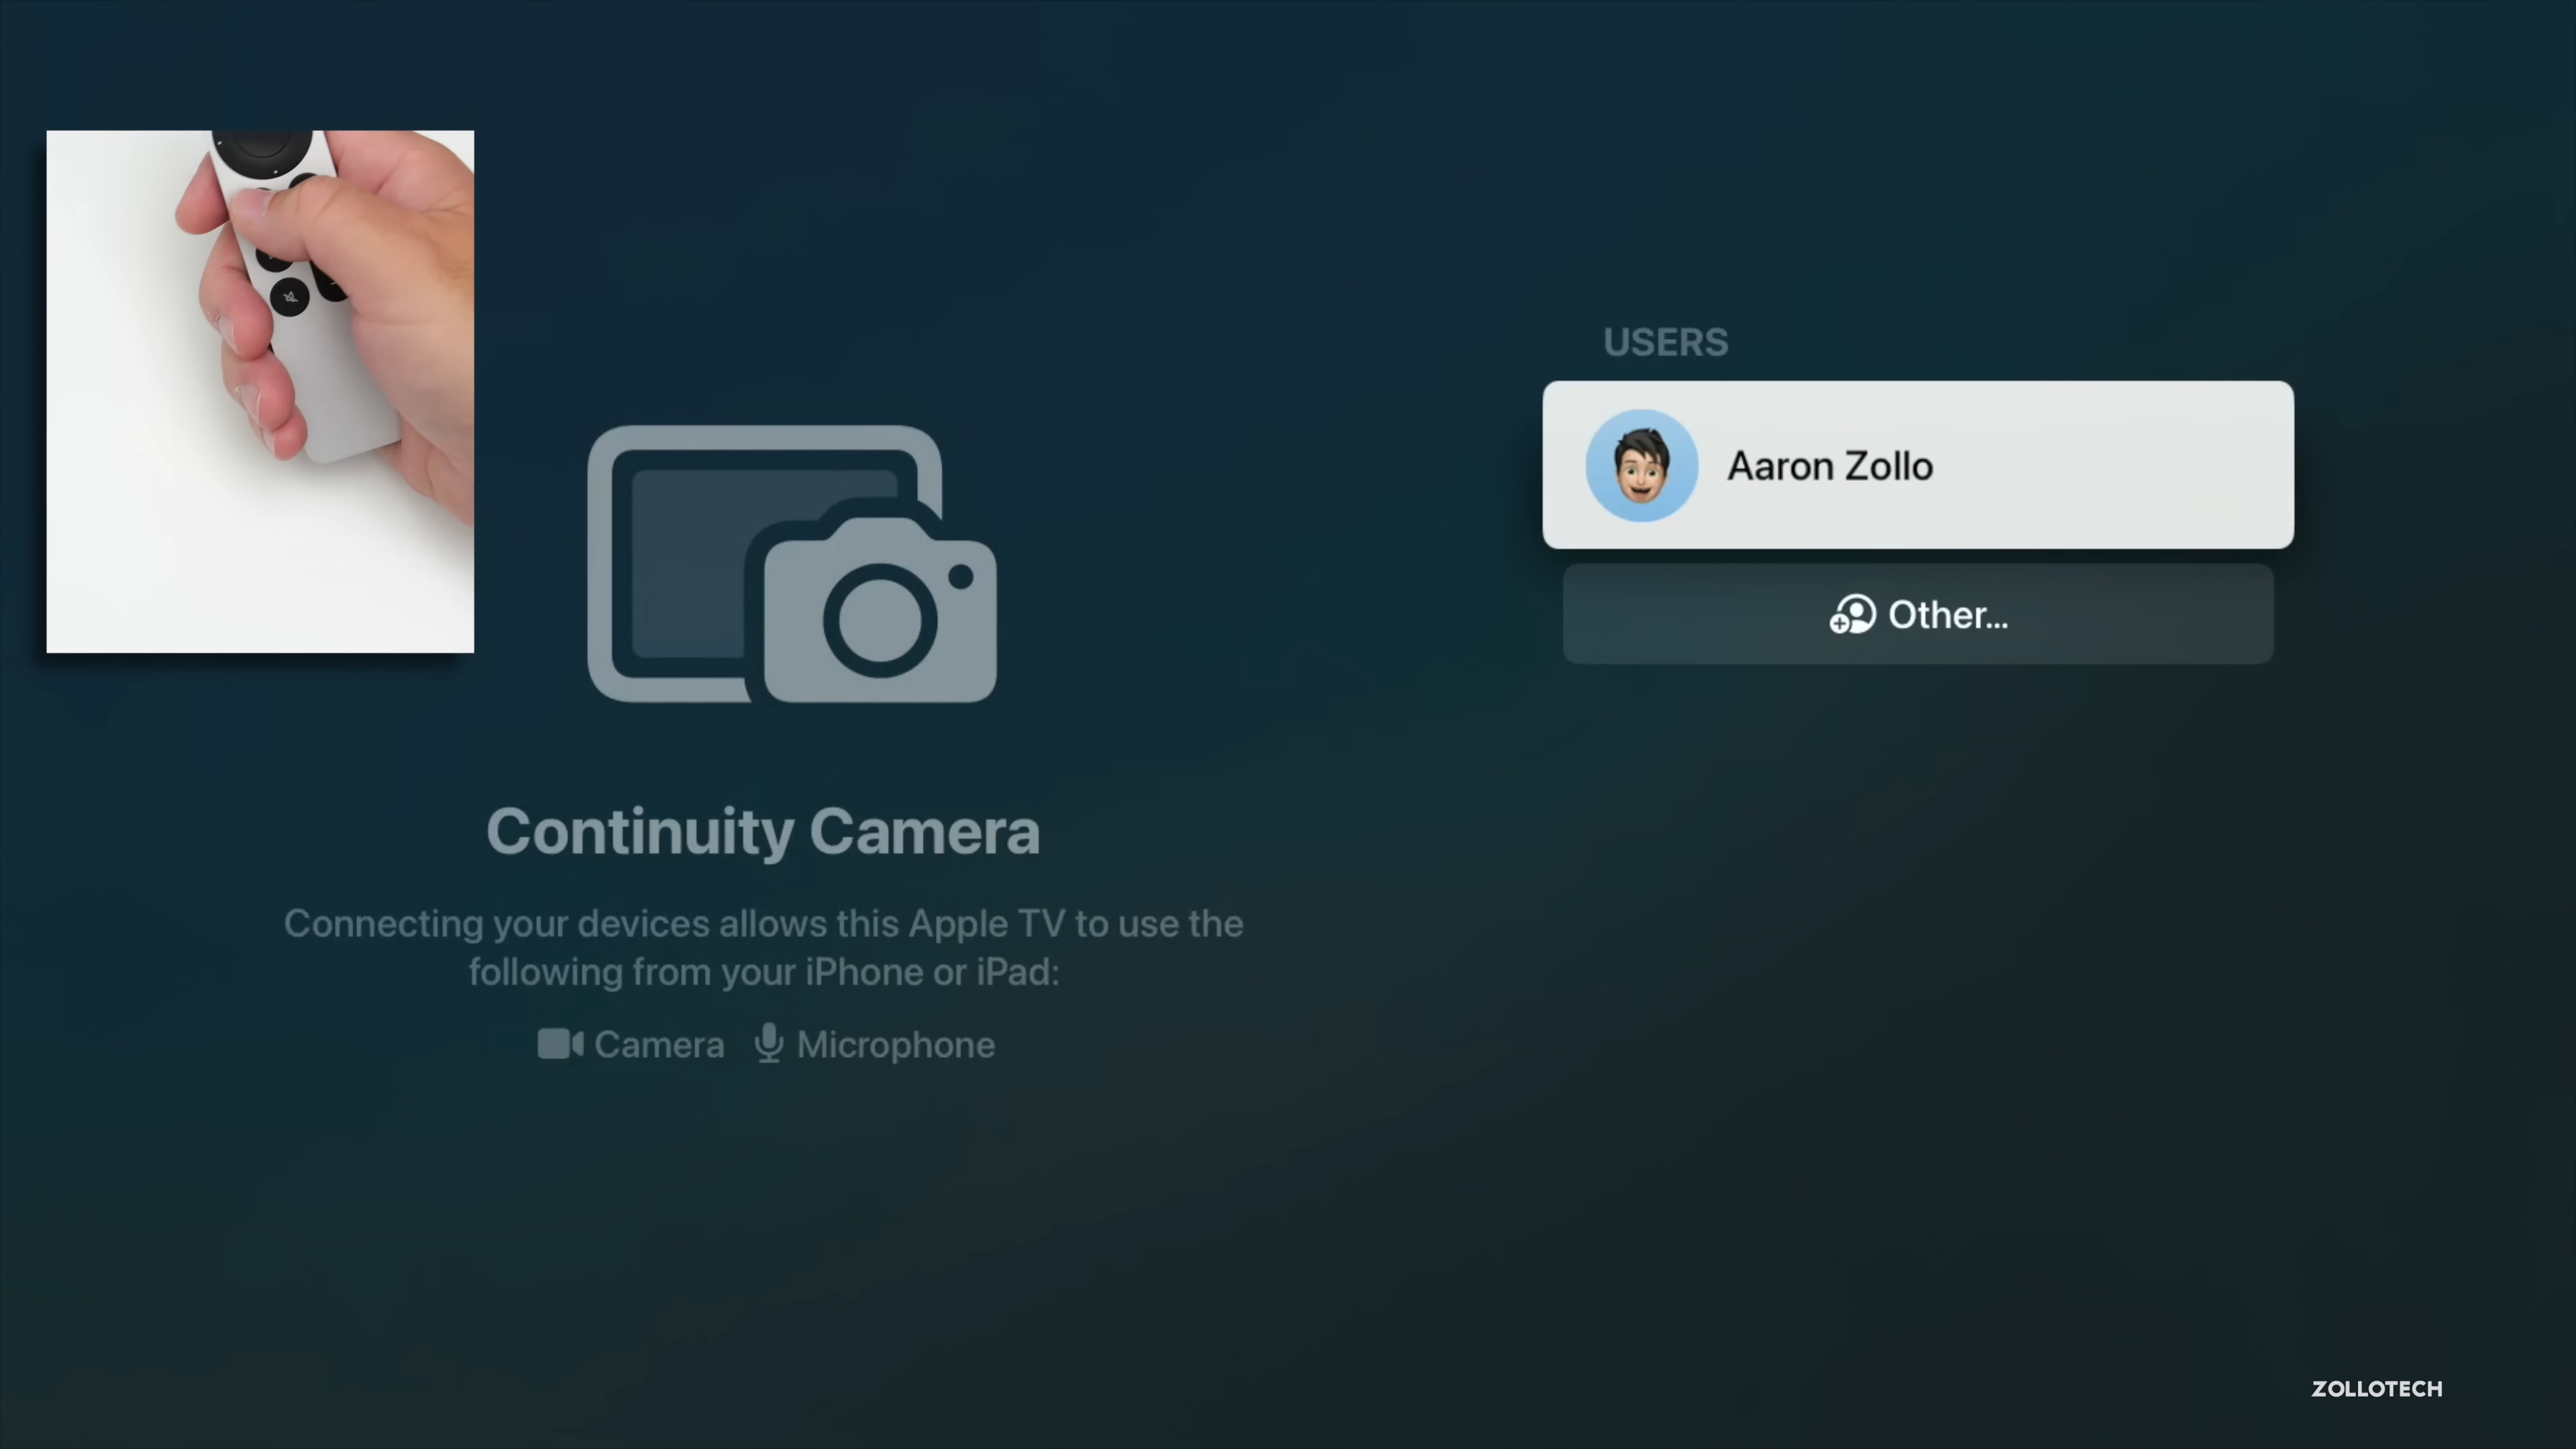 USERS
Aaron Zollo
Other...
Continuity Camera
Connecting your devices allows this Apple TV to use the
following from your iPhone or iPad:
Camera Microphone
ZOLLOTECH